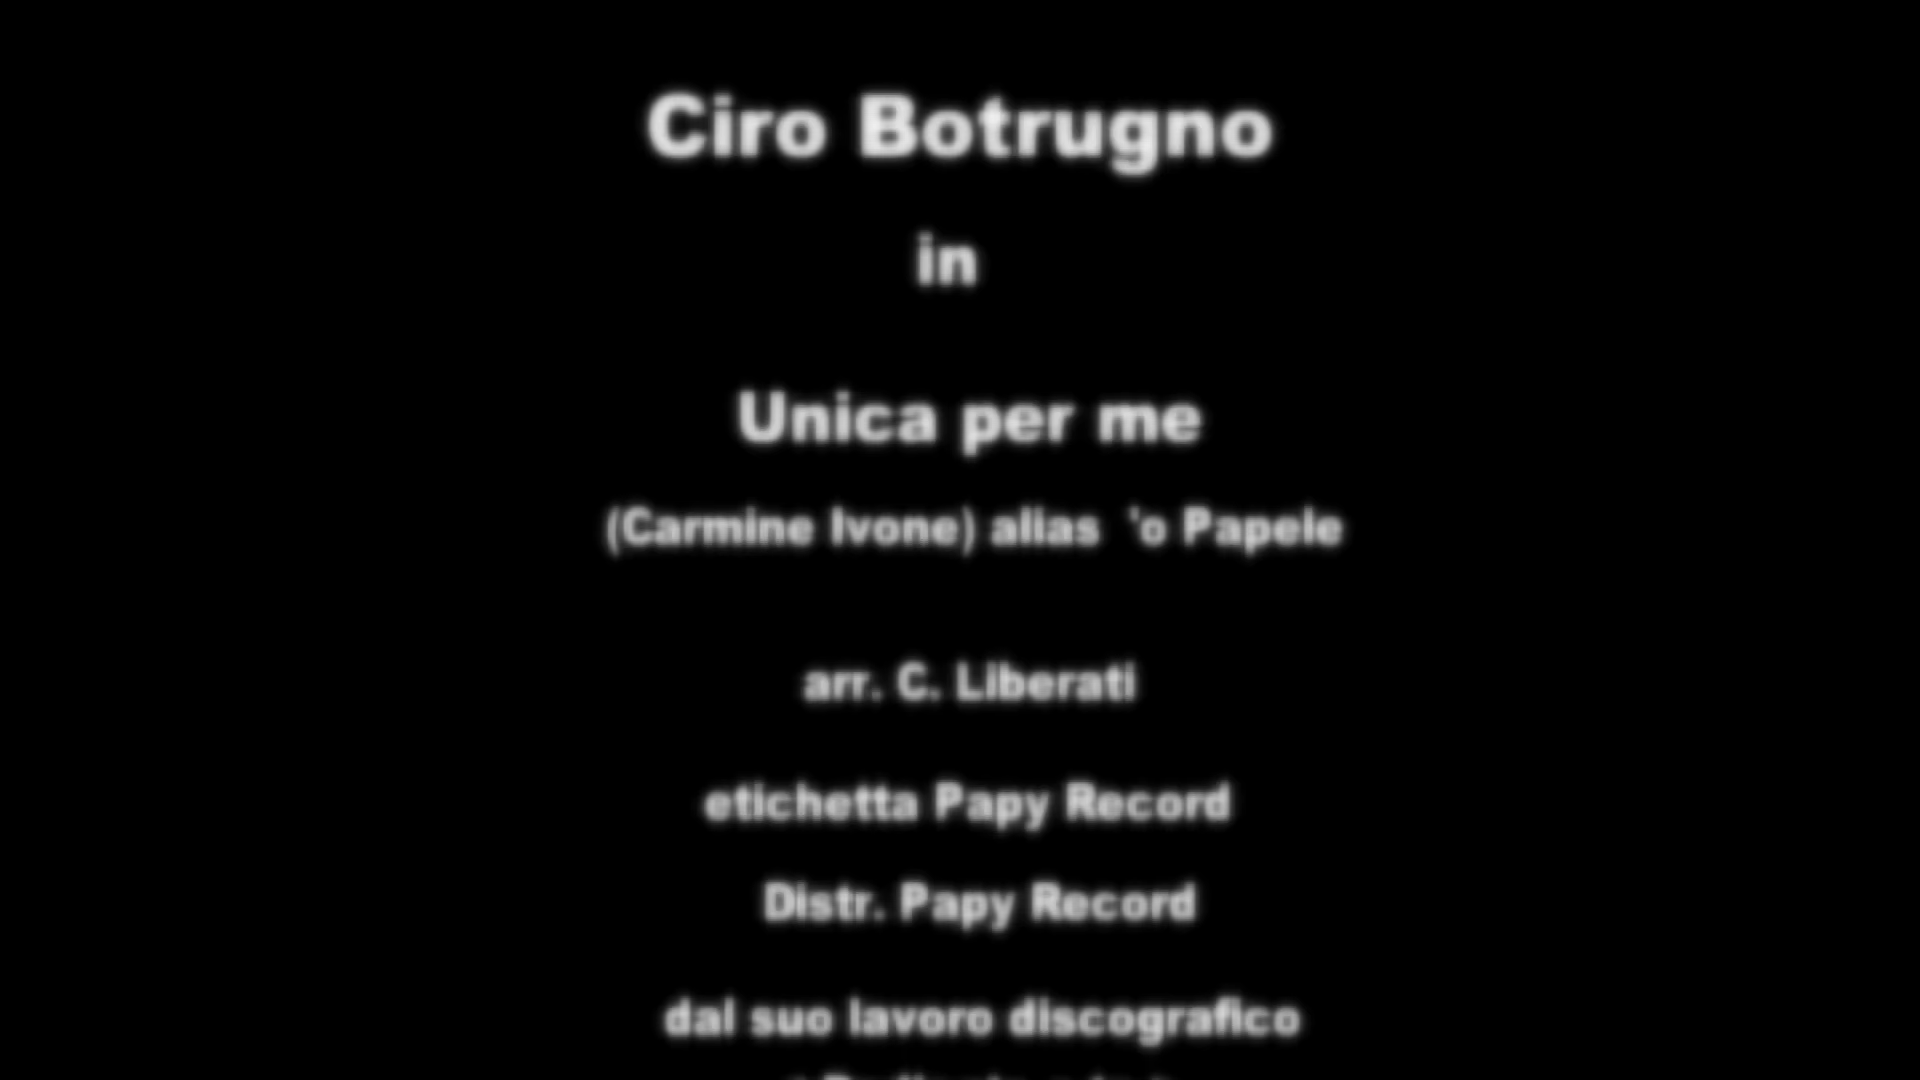 Ciro Botrugno
in
Unica per me
(Carmine Ivone) alias 'o Papele
arr. C. Liberati
etichetta Papy Record
Distr. Papy Record
dal suo lavoro discografico